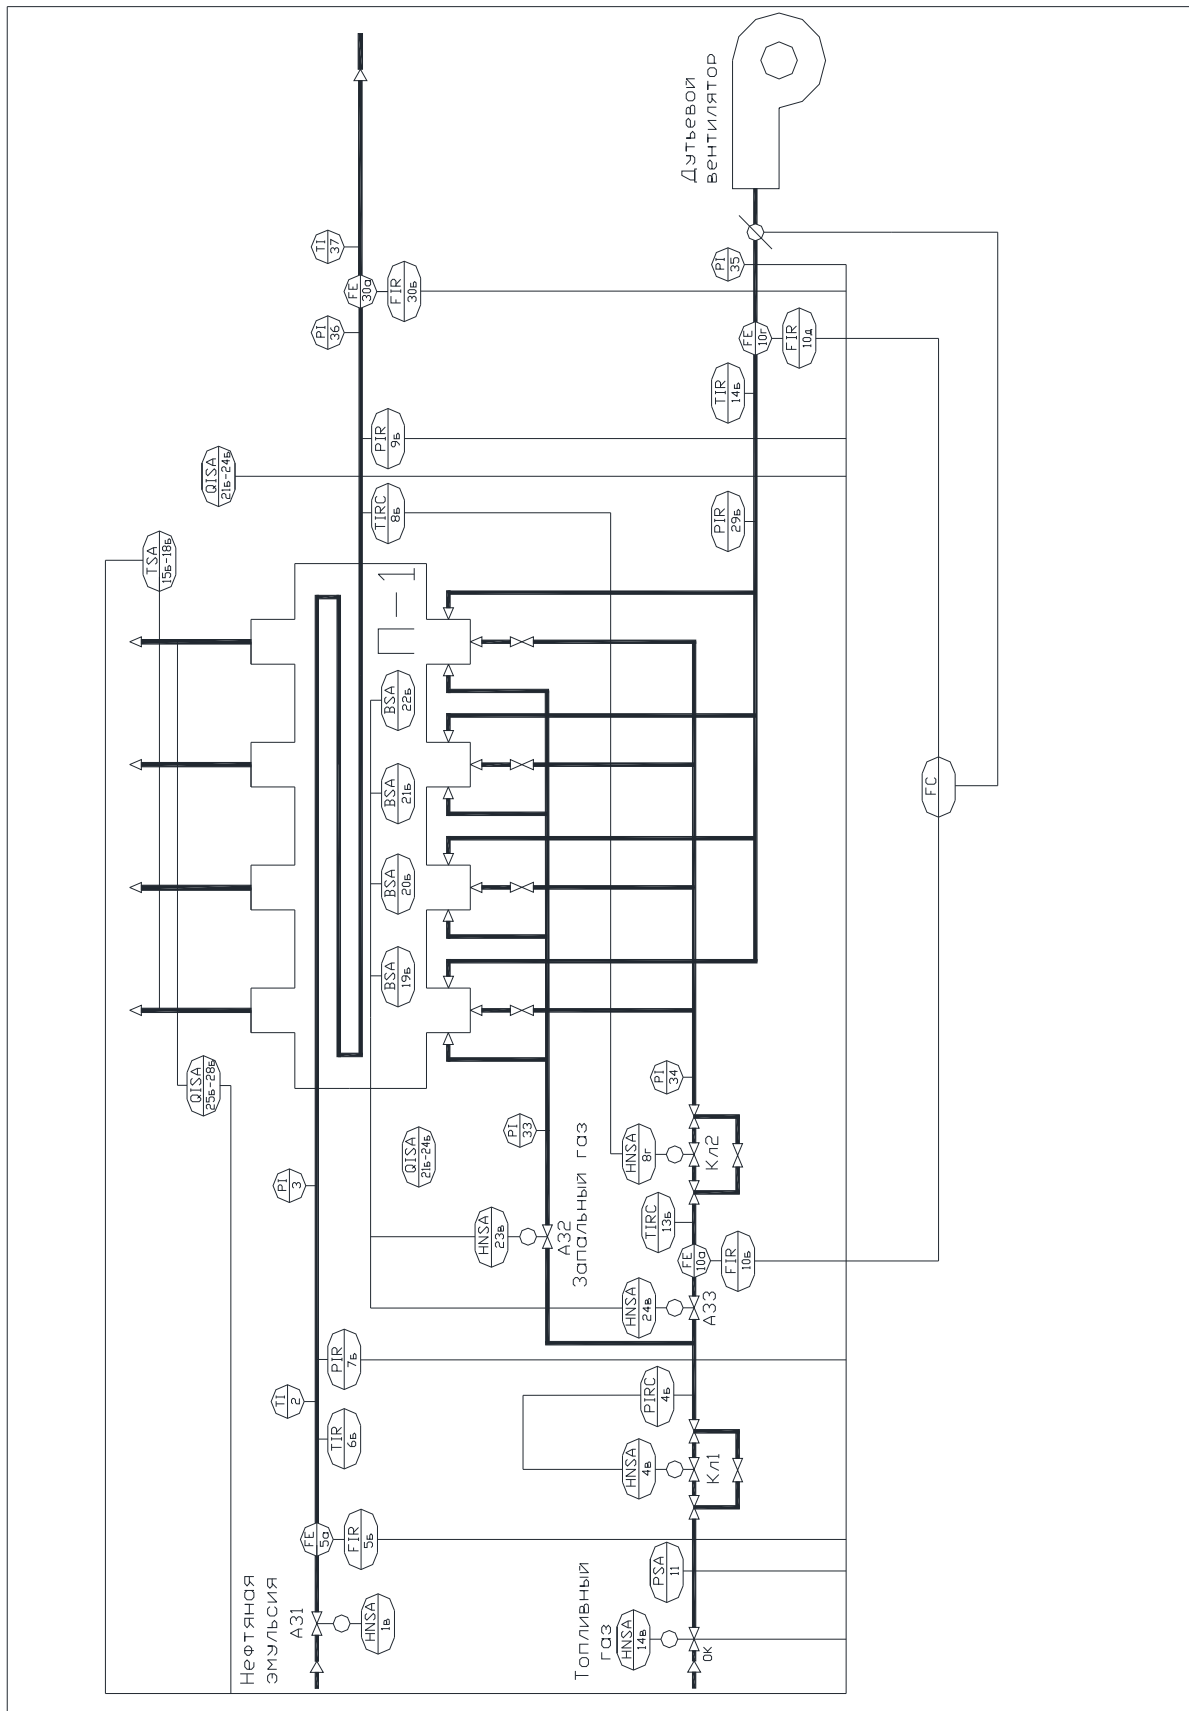 Дутьевой
вентилятор
TI
37
FE
30а
FIR
30Б
PI
36
PI
35
FE
10г
FIR
10д
TIR
14Б
PIR
9Б
QISA
21Б-24Б
TIRC
8Б
PIR
29Б
TSA
15Б-18Б
П-1
BSA
22Б
BSA
21Б
BSA
20Б
BSA
19Б
FC
QISA
25Б-28Б
PI
34
PI
33
QISA
21Б-24Б
HNSA
8г
Кл2
PI
3
HNSA
23в
А32
Запальный газ
TIRC
13Б
FE
10а
FIR
10Б
HNSA
24в
А33
PIR
7Б
TI
2
TIR
6Б
PIRC
4Б
HNSA
4в
Кл1
FE
5а
FIR
5Б
PSA
11
Нефтяная
эмульсия
А31
HNSA
1в
Топливный
газ
HNSA
14в
ОК